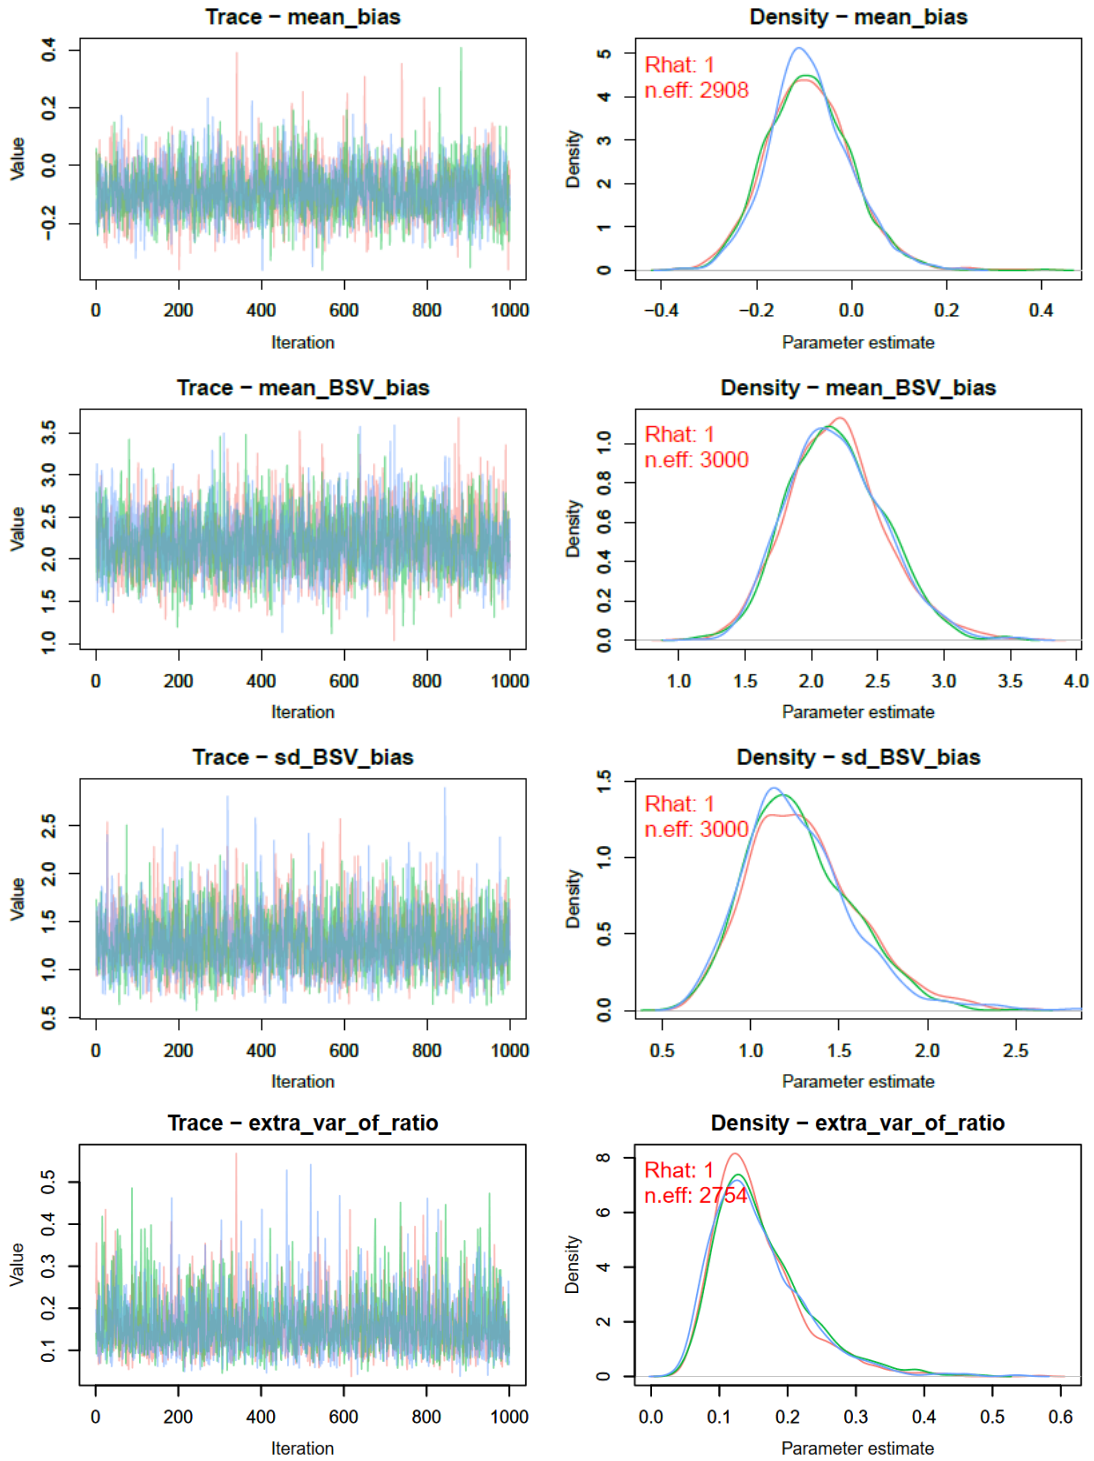 Trace − mean_bias
Value
0.4
0.2
0.0
−0.2
0 200 400 600 800 1000
Iteration
Density − mean_bias
Rhat: 1
n.eff: 2908
Density
5
4
3
2
1
0
−0.4 −0.2 0.0 0.2 0.4
Parameter estimate
Trace − mean_BSV_bias
Value
3.5
3.0
2.5
2.0
1.5
1.0
0 200 400 600 800 1000
Iteration
Density − mean_BSV_bias
Rhat: 1
n.eff: 3000
Density
1.0
0.8
0.6
0.4
0.2
0.0
1.0 1.5 2.0 2.5 3.0 3.5 4.0
Parameter estimate
Trace − sd_BSV_bias
Value
2.5
2.0
1.5
1.0
0.5
0 200 400 600 800 1000
Iteration
Density − sd_BSV_bias
Rhat: 1
n.eff: 3000
Density
1.5
1.0
0.5
0.0
0.5 1.0 1.5 2.0 2.5
Parameter estimate
Trace − extra_var_of_ratio
Value
0.5
0.4
0.3
0.2
0.1
0 200 400 600 800 1000
Iteration
Density − extra_var_of_ratio
Rhat: 1
n.eff: 2754
Density
8
6
4
2
0
0.0 0.1 0.2 0.3 0.4 0.5 0.6
Parameter estimate